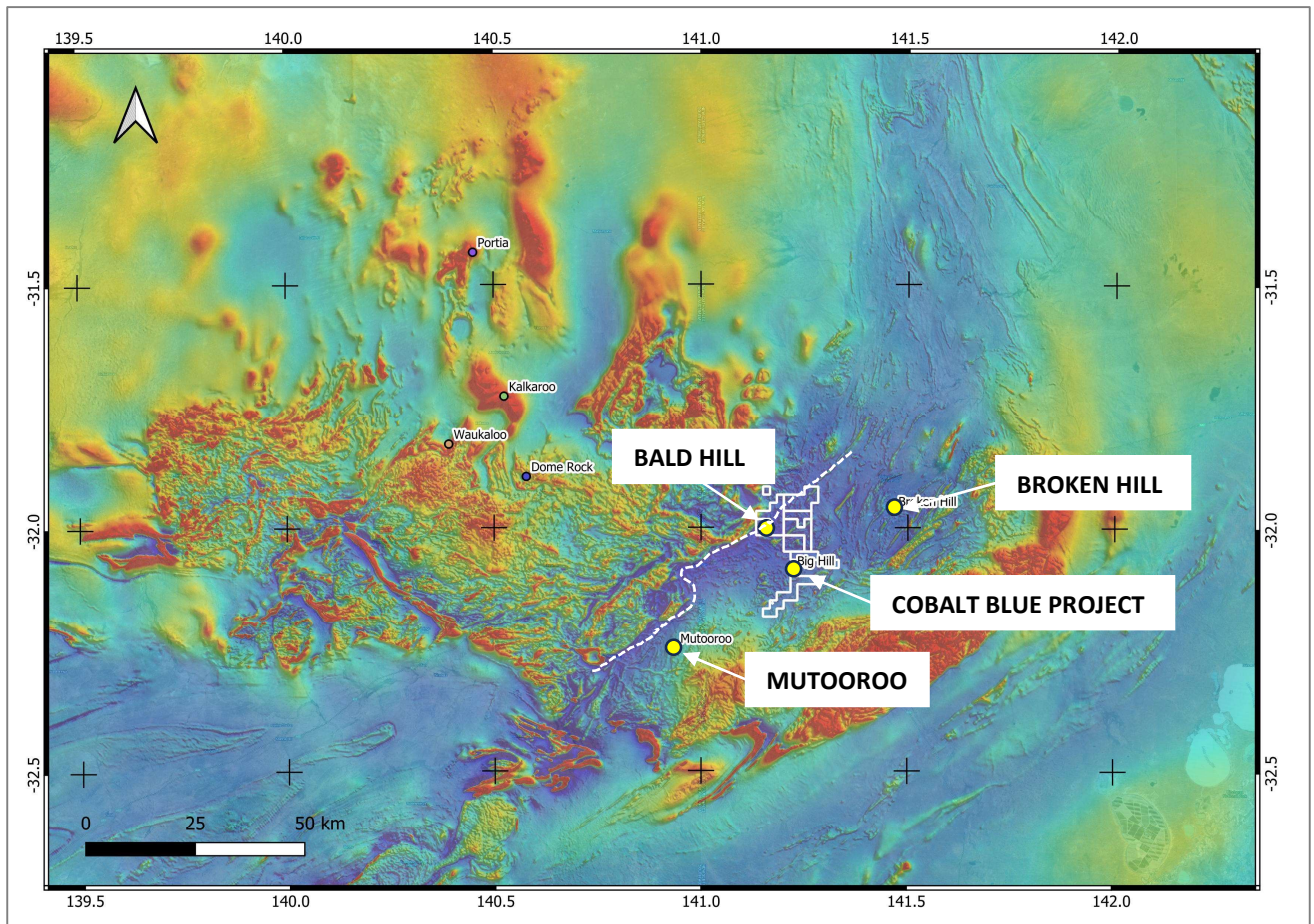 139.5 140.0 140.5 141.0 141.5 142.0
Portia
-31.5
-31.5
Kalkaroo
Waukaloo
BALD HILL
Dome Rock
BROKEN HILL
Broken Hill
-32.0
-32.0
Big Hill
COBALT BLUE PROJECT
Mutooroo
MUTOOROO
-32.5
-32.5
0 25 50 km
139.5 140.0 140.5 141.0 141.5 142.0